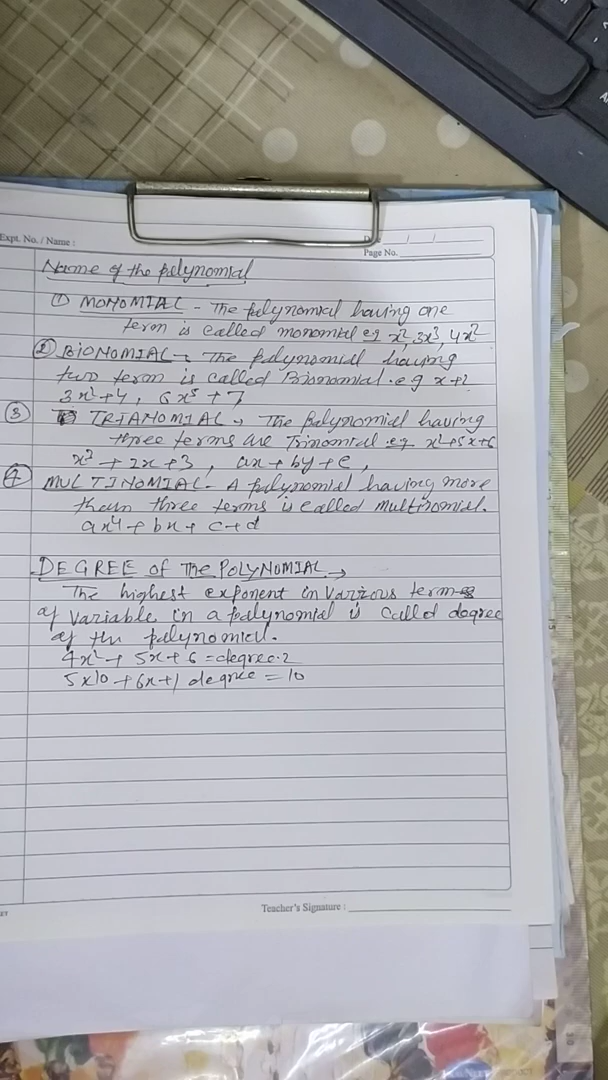 Expt. No. / Name :
Page No.
Name of the polynomial
① MONOMIAL - The polynomial having one
term is called monomial eg x², 3x³, 4x²
② BIONOMIAL → The polynomial having
two term is called Bionomial. eg x+2
3x²+4, 6x⁵+7
③ TRIANOMIAL → The polynomial having
three terms are Trinomial eg x²+5x+6
x³+2x+3, ax+by+c,
④ MULTINOMIAL - A polynomial having more
than three terms is called multinomial.
ax⁴+bx+c+d
DEGREE of The POLYNOMIAL →
The highest exponent in various terms
of variable in a polynomial is called degree
of the polynomial.
4x²+5x+6 = degree.2
5x10+6x+1 degree = 10
Teacher's Signature :